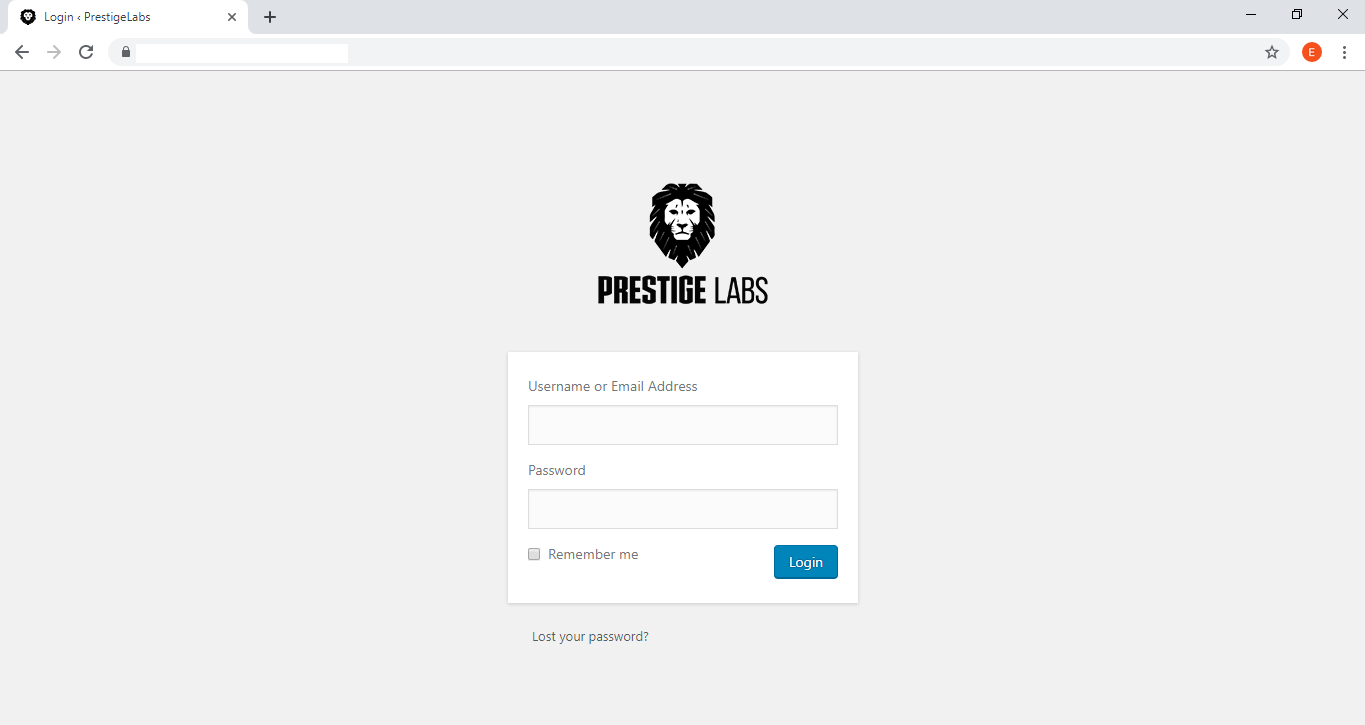 Login ‹ PrestigeLabs
E
PRESTIGE LABS
Username or Email Address
Password
Remember me
Login
Lost your password?